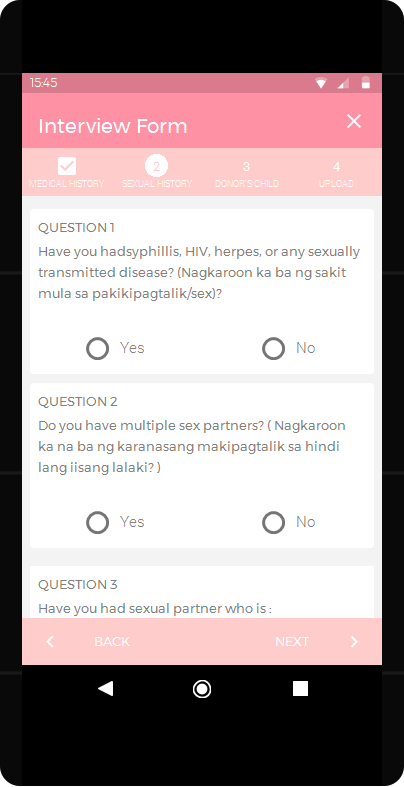 15:45
Interview Form
2 3 4
MEDICAL HISTORY SEXUAL HISTORY DONOR'S CHILD UPLOAD
QUESTION 1
Have you hadsyphillis, HIV, herpes, or any sexually
transmitted disease? (Nagkaroon ka ba ng sakit
mula sa pakikipagtalik/sex)?
Yes No
QUESTION 2
Do you have multiple sex partners? ( Nagkaroon
ka na ba ng karanasang makipagtalik sa hindi
lang iisang lalaki? )
Yes No
QUESTION 3
Have you had sexual partner who is :
BACK NEXT